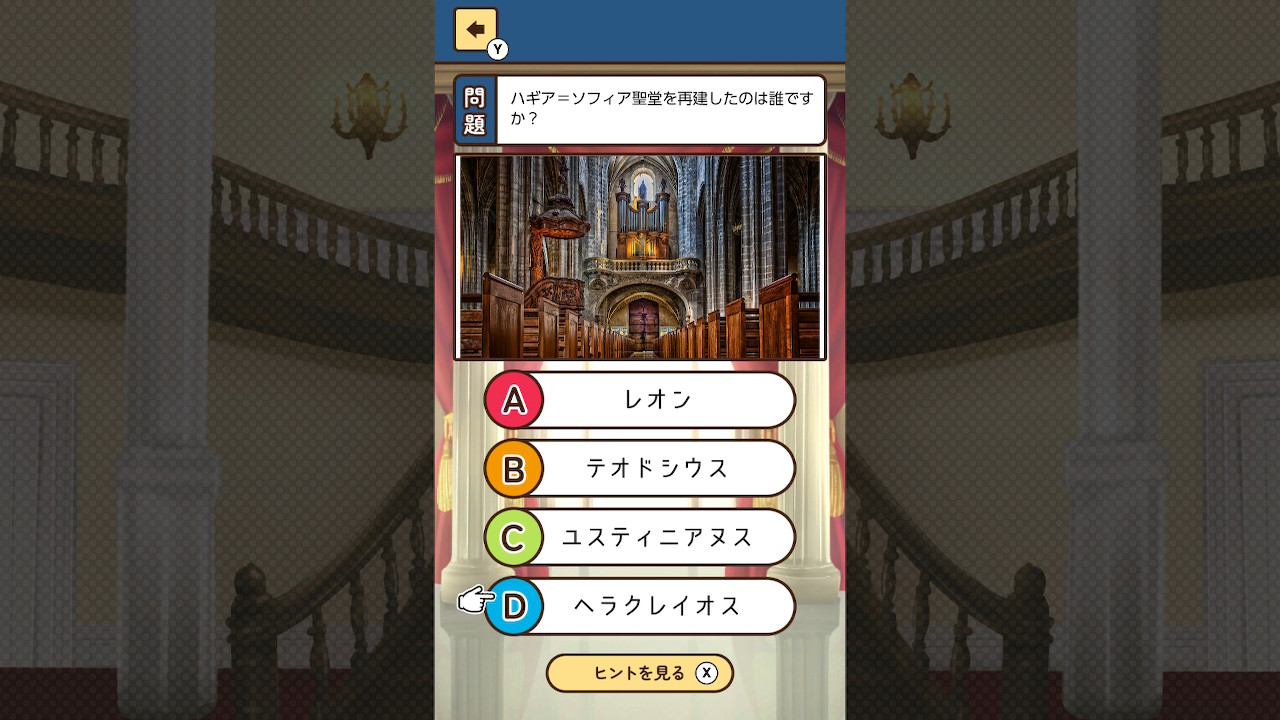 Y
問題
ハギア＝ソフィア聖堂を再建したのは誰です
か？
A レオン
B テオドシウス
C ユスティニアヌス
D ヘラクレイオス
ヒントを見る X